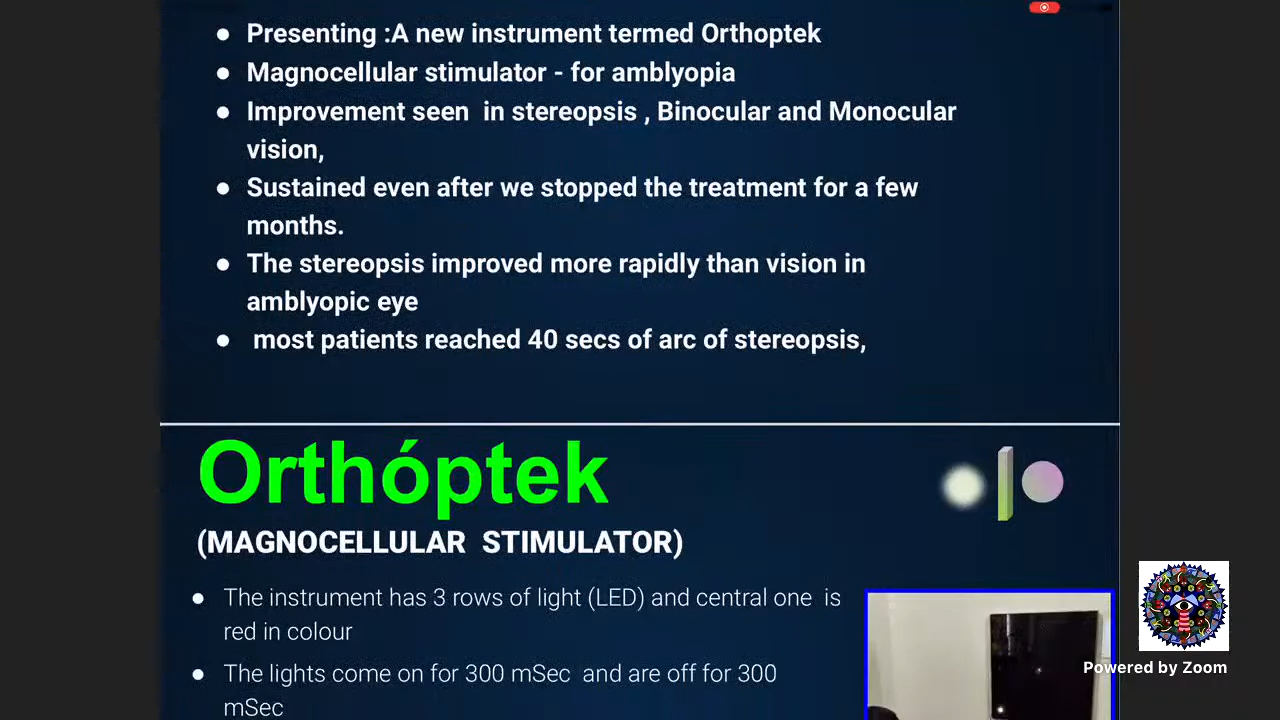 ● Presenting :A new instrument termed Orthoptek
● Magnocellular stimulator - for amblyopia
● Improvement seen in stereopsis , Binocular and Monocular
vision,
● Sustained even after we stopped the treatment for a few
months.
● The stereopsis improved more rapidly than vision in
amblyopic eye
● most patients reached 40 secs of arc of stereopsis,
Orthóptek
(MAGNOCELLULAR STIMULATOR)
● The instrument has 3 rows of light (LED) and central one is
red in colour
● The lights come on for 300 mSec and are off for 300
mSec
Powered by Zoom